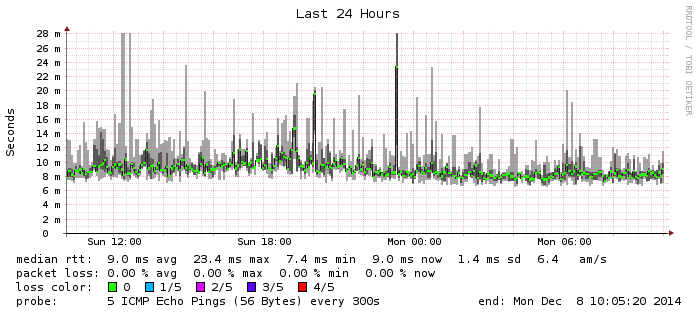 Last 24 Hours
RRDTOOL / TOBI OETIKER
Seconds
28 m
26 m
24 m
22 m
20 m
18 m
16 m
14 m
12 m
10 m
8 m
6 m
4 m
2 m
0
Sun 12:00 Sun 18:00 Mon 00:00 Mon 06:00
median rtt: 9.0 ms avg 23.4 ms max 7.4 ms min 9.0 ms now 1.4 ms sd 6.4 am/s
packet loss: 0.00 % avg 0.00 % max 0.00 % min 0.00 % now
loss color: 0 1/5 2/5 3/5 4/5
probe: 5 ICMP Echo Pings (56 Bytes) every 300s end: Mon Dec 8 10:05:20 2014